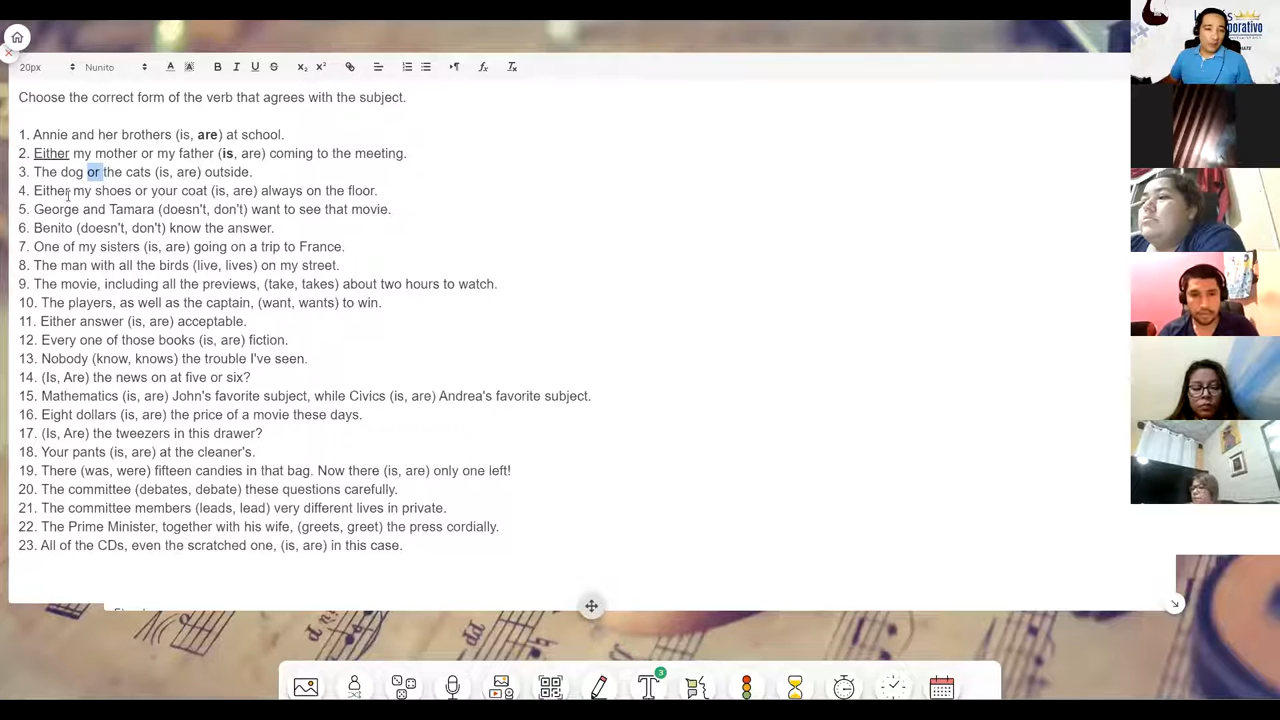 20px
Nunito
B I U S X₂ X²
Choose the correct form of the verb that agrees with the subject.
1. Annie and her brothers (is, are) at school.
2. Either my mother or my father (is, are) coming to the meeting.
3. The dog or the cats (is, are) outside.
4. Either my shoes or your coat (is, are) always on the floor.
5. George and Tamara (doesn't, don't) want to see that movie.
6. Benito (doesn't, don't) know the answer.
7. One of my sisters (is, are) going on a trip to France.
8. The man with all the birds (live, lives) on my street.
9. The movie, including all the previews, (take, takes) about two hours to watch.
10. The players, as well as the captain, (want, wants) to win.
11. Either answer (is, are) acceptable.
12. Every one of those books (is, are) fiction.
13. Nobody (know, knows) the trouble I've seen.
14. (Is, Are) the news on at five or six?
15. Mathematics (is, are) John's favorite subject, while Civics (is, are) Andrea's favorite subject.
16. Eight dollars (is, are) the price of a movie these days.
17. (Is, Are) the tweezers in this drawer?
18. Your pants (is, are) at the cleaner's.
19. There (was, were) fifteen candies in that bag. Now there (is, are) only one left!
20. The committee (debates, debate) these questions carefully.
21. The committee members (leads, lead) very different lives in private.
22. The Prime Minister, together with his wife, (greets, greet) the press cordially.
23. All of the CDs, even the scratched one, (is, are) in this case.
3